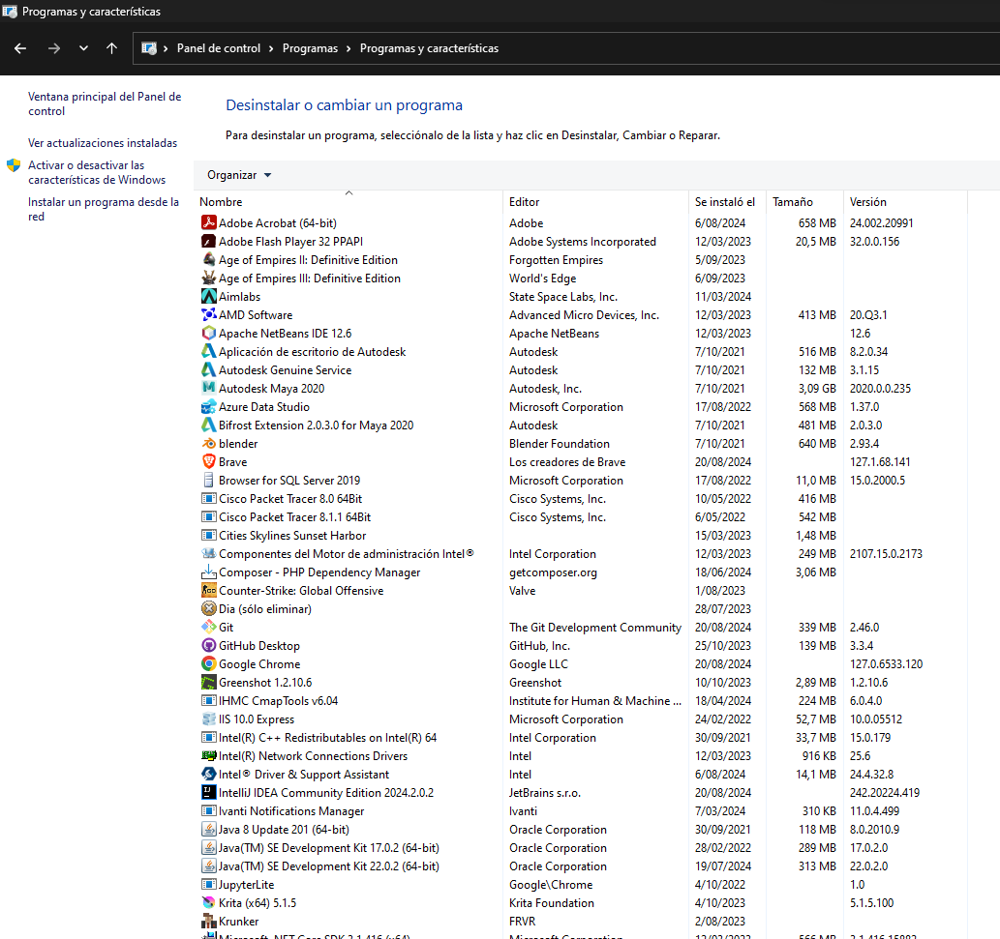 Programas y características
Panel de control > Programas > Programas y características
Ventana principal del Panel de
control
Ver actualizaciones instaladas
Activar o desactivar las
características de Windows
Instalar un programa desde la
red
Desinstalar o cambiar un programa
Para desinstalar un programa, selecciónalo de la lista y haz clic en Desinstalar, Cambiar o Reparar.
Organizar
Nombre Editor Se instaló el Tamaño Versión
Adobe Acrobat (64-bit) Adobe 6/08/2024 658 MB 24.002.20991
Adobe Flash Player 32 PPAPI Adobe Systems Incorporated 12/03/2023 20,5 MB 32.0.0.156
Age of Empires II: Definitive Edition Forgotten Empires 5/09/2023
Age of Empires III: Definitive Edition World's Edge 6/09/2023
Aimlabs State Space Labs, Inc. 11/03/2024
AMD Software Advanced Micro Devices, Inc. 12/03/2023 413 MB 20.Q3.1
Apache NetBeans IDE 12.6 Apache NetBeans 12/03/2023 12.6
Aplicación de escritorio de Autodesk Autodesk 7/10/2021 516 MB 8.2.0.34
Autodesk Genuine Service Autodesk 7/10/2021 132 MB 3.1.15
Autodesk Maya 2020 Autodesk, Inc. 7/10/2021 3,09 GB 2020.0.0.235
Azure Data Studio Microsoft Corporation 17/08/2022 568 MB 1.37.0
Bifrost Extension 2.0.3.0 for Maya 2020 Autodesk 7/10/2021 481 MB 2.0.3.0
blender Blender Foundation 7/10/2021 640 MB 2.93.4
Brave Los creadores de Brave 20/08/2024 127.1.68.141
Browser for SQL Server 2019 Microsoft Corporation 17/08/2022 11,0 MB 15.0.2000.5
Cisco Packet Tracer 8.0 64Bit Cisco Systems, Inc. 10/05/2022 416 MB
Cisco Packet Tracer 8.1.1 64Bit Cisco Systems, Inc. 6/05/2022 542 MB
Cities Skylines Sunset Harbor 15/03/2023 1,48 MB
Componentes del Motor de administración Intel® Intel Corporation 12/03/2023 249 MB 2107.15.0.2173
Composer - PHP Dependency Manager getcomposer.org 18/06/2024 3,06 MB
Counter-Strike: Global Offensive Valve 1/08/2023
Dia (sólo eliminar) 28/07/2023
Git The Git Development Community 20/08/2024 339 MB 2.46.0
GitHub Desktop GitHub, Inc. 25/10/2023 139 MB 3.3.4
Google Chrome Google LLC 20/08/2024 127.0.6533.120
Greenshot 1.2.10.6 Greenshot 10/10/2023 2,89 MB 1.2.10.6
IHMC CmapTools v6.04 Institute for Human & Machine ... 18/04/2024 224 MB 6.0.4.0
IIS 10.0 Express Microsoft Corporation 24/02/2022 52,7 MB 10.0.05512
Intel(R) C++ Redistributables on Intel(R) 64 Intel Corporation 30/09/2021 33,7 MB 15.0.179
Intel(R) Network Connections Drivers Intel 12/03/2023 916 KB 25.6
Intel® Driver & Support Assistant Intel 6/08/2024 14,1 MB 24.4.32.8
IntelliJ IDEA Community Edition 2024.2.0.2 JetBrains s.r.o. 20/08/2024 242.20224.419
Ivanti Notifications Manager Ivanti 7/03/2024 310 KB 11.0.4.499
Java 8 Update 201 (64-bit) Oracle Corporation 30/09/2021 118 MB 8.0.2010.9
Java(TM) SE Development Kit 17.0.2 (64-bit) Oracle Corporation 28/02/2022 289 MB 17.0.2.0
Java(TM) SE Development Kit 22.0.2 (64-bit) Oracle Corporation 19/07/2024 313 MB 22.0.2.0
JupyterLite Google\Chrome 4/10/2022 1.0
Krita (x64) 5.1.5 Krita Foundation 4/10/2023 5.1.5.100
Krunker FRVR 2/08/2023
Microsoft .NET Core SDK 3.1.416 (x64) Microsoft Corporation 12/03/2023 566 MB 3.1.416.15883